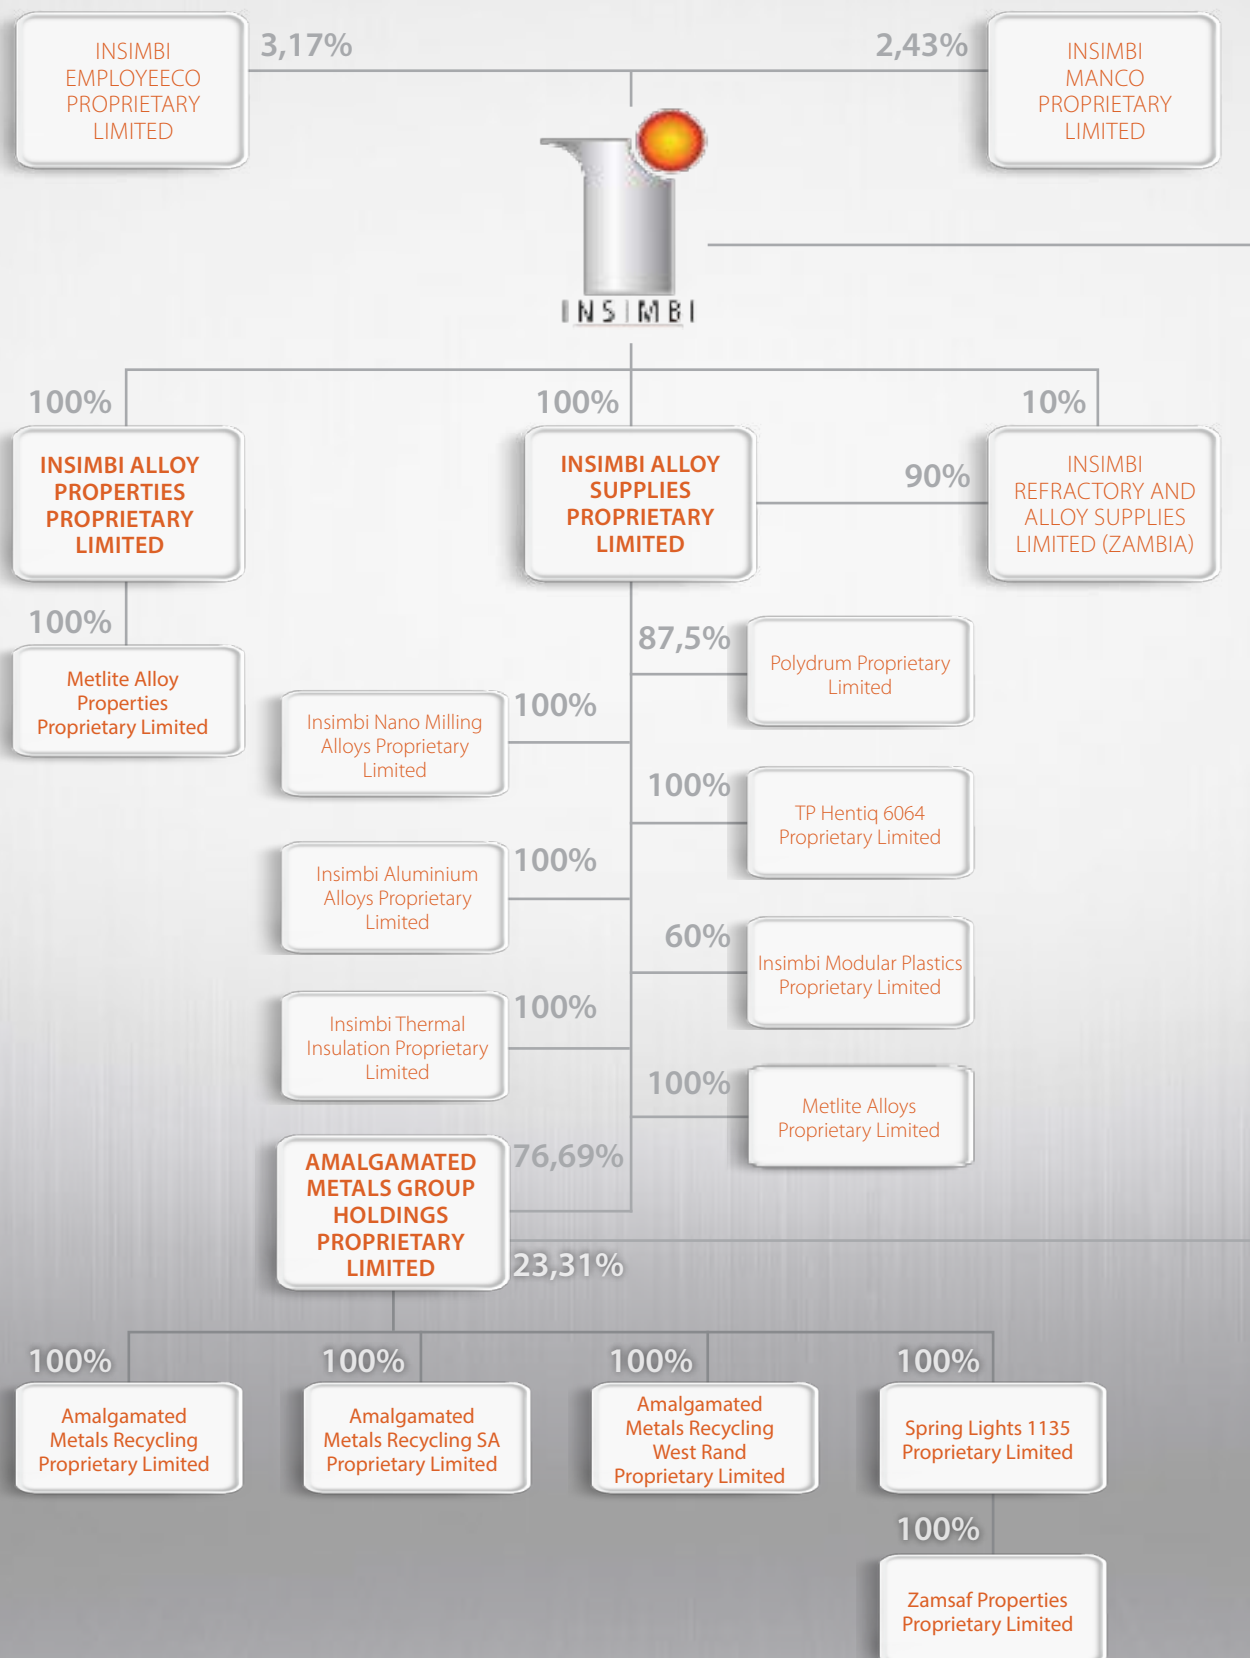 INSIMBI
EMPLOYEECO
PROPRIETARY
LIMITED
3,17%
2,43%
INSIMBI
MANCO
PROPRIETARY
LIMITED
INSIMBI
100%
100%
10%
INSIMBI ALLOY
PROPERTIES
PROPRIETARY
LIMITED
INSIMBI ALLOY
SUPPLIES
PROPRIETARY
LIMITED
90%
INSIMBI
REFRACTORY AND
ALLOY SUPPLIES
LIMITED (ZAMBIA)
100%
Metlite Alloy
Properties
Proprietary Limited
87,5%
Polydrum Proprietary
Limited
100%
Insimbi Nano Milling
Alloys Proprietary
Limited
100%
TP Hentiq 6064
Proprietary Limited
100%
Insimbi Aluminium
Alloys Proprietary
Limited
60%
Insimbi Modular Plastics
Proprietary Limited
100%
Insimbi Thermal
Insulation Proprietary
Limited
100%
Metlite Alloys
Proprietary Limited
76,69%
AMALGAMATED
METALS GROUP
HOLDINGS
PROPRIETARY
LIMITED
23,31%
100%
100%
100%
100%
Amalgamated
Metals Recycling
Proprietary Limited
Amalgamated
Metals Recycling SA
Proprietary Limited
Amalgamated
Metals Recycling
West Rand
Proprietary Limited
Spring Lights 1135
Proprietary Limited
100%
Zamsaf Properties
Proprietary Limited